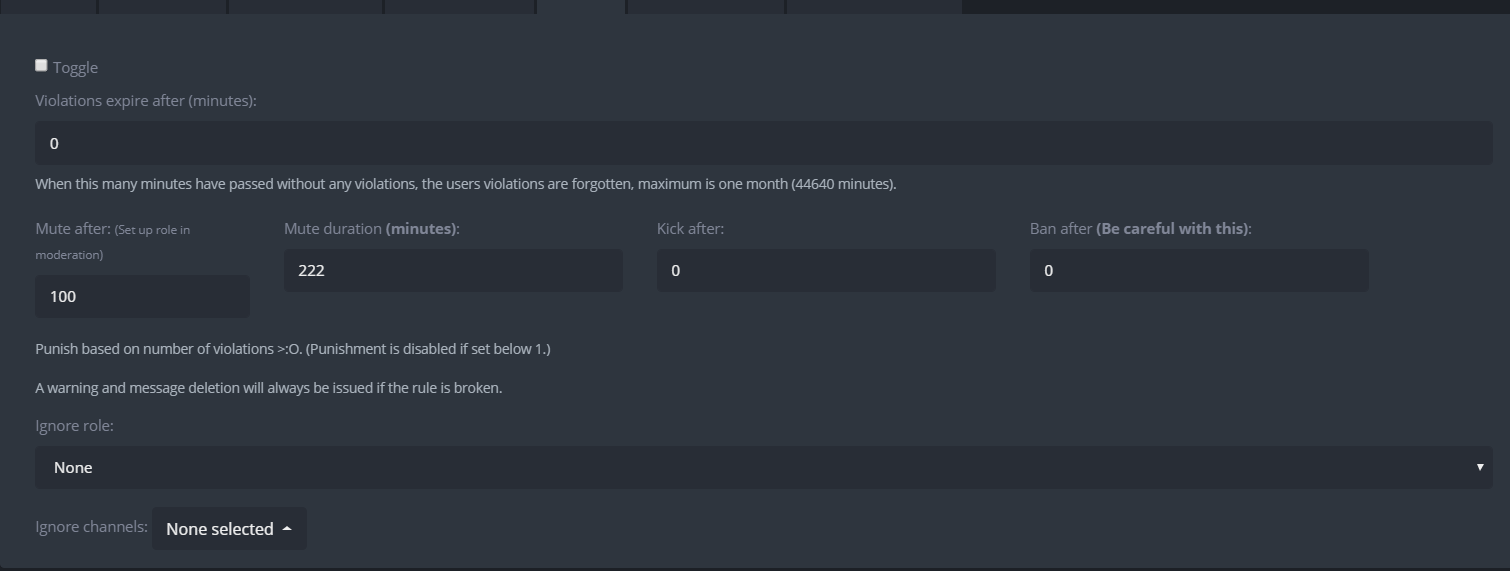 Toggle
Violations expire after (minutes):
0
When this many minutes have passed without any violations, the users violations are forgotten, maximum is one month (44640 minutes).
Mute after: (Set up role in
moderation)
100
Mute duration (minutes):
222
Kick after:
0
Ban after (Be careful with this):
0
Punish based on number of violations >:O. (Punishment is disabled if set below 1.)
A warning and message deletion will always be issued if the rule is broken.
Ignore role:
None
Ignore channels: None selected